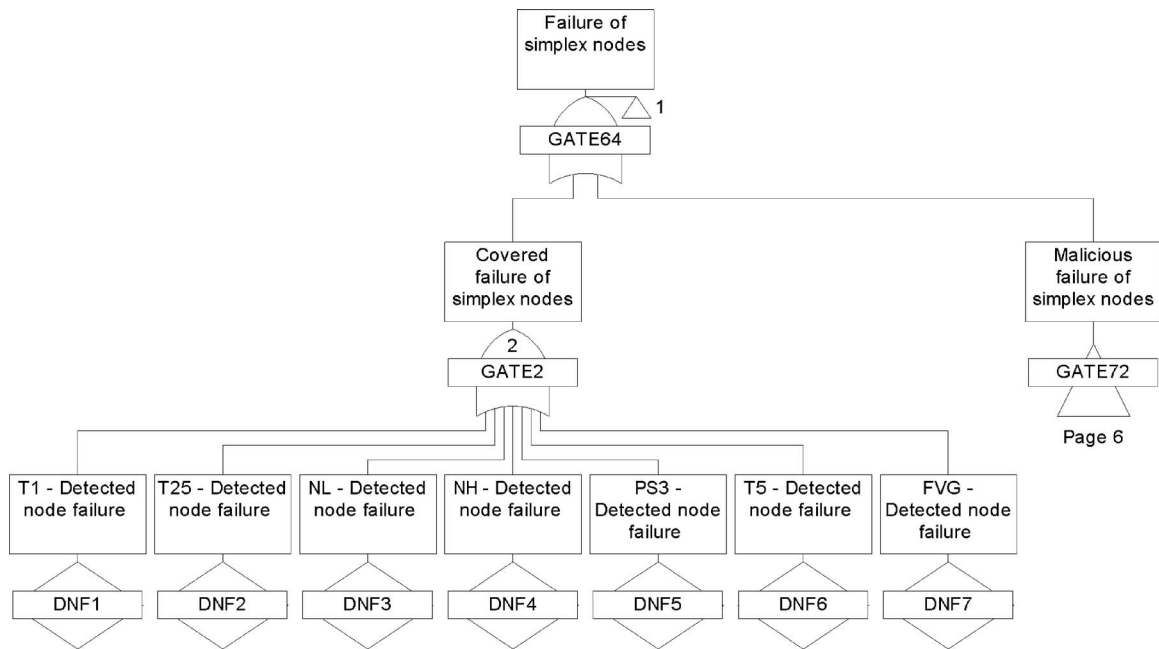 Failure of
simplex nodes
1
GATE64
Covered
failure of
simplex nodes
Malicious
failure of
simplex nodes
2
GATE2
GATE72
Page 6
T1 - Detected
node failure
T25 - Detected
node failure
NL - Detected
node failure
NH - Detected
node failure
PS3 -
Detected node
failure
T5 - Detected
node failure
FVG -
Detected node
failure
DNF1
DNF2
DNF3
DNF4
DNF5
DNF6
DNF7